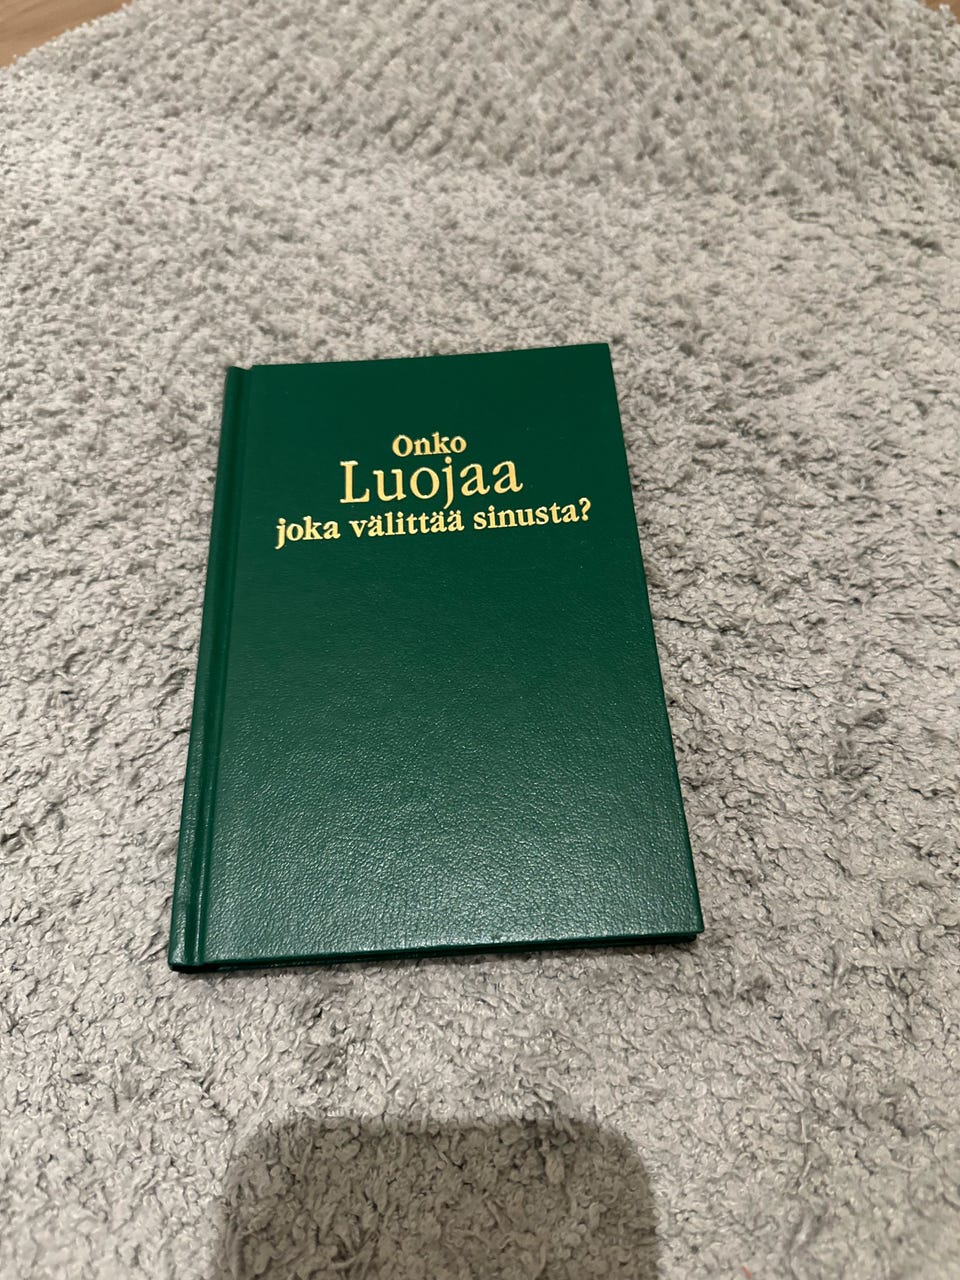 Onko
Luojaa
joka välittää sinusta?